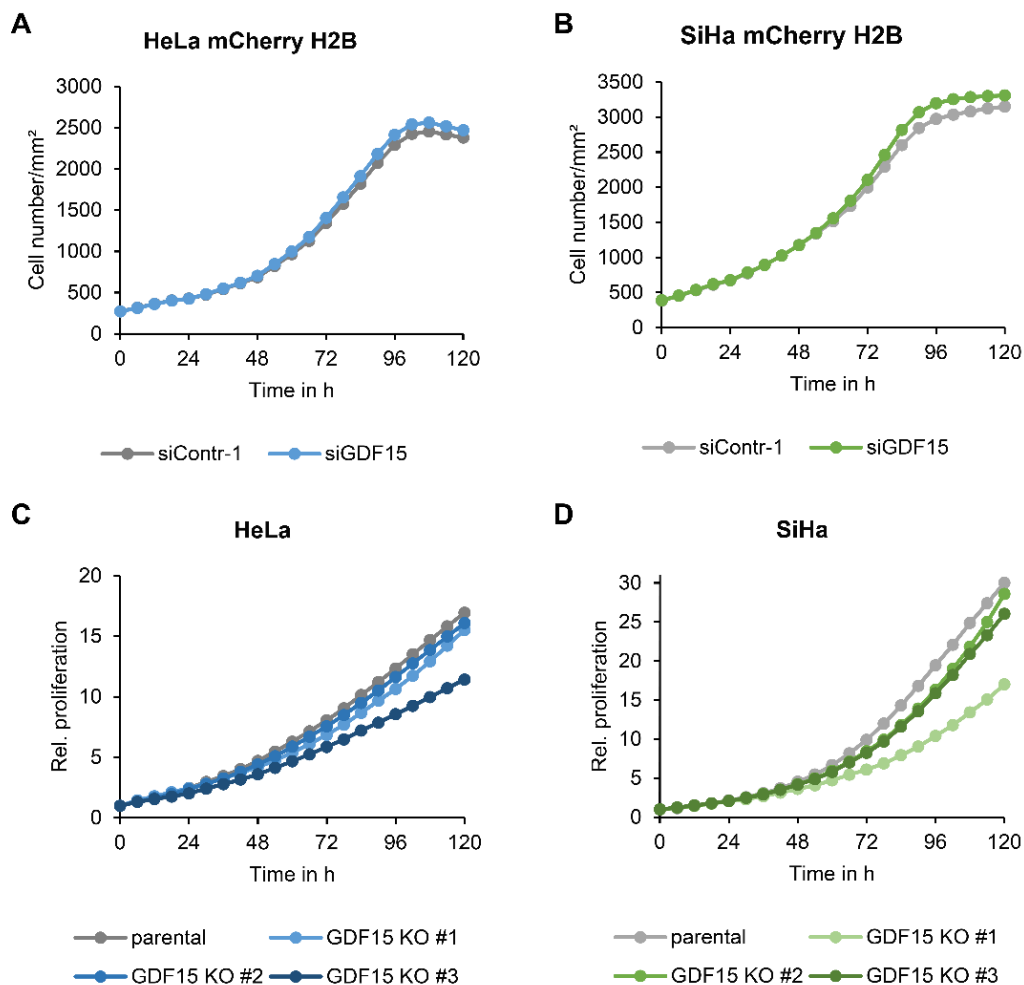 A
HeLa mCherry H2B
Cell number/mm²
3000
2500
2000
1500
1000
500
0
0 24 48 72 96 120
Time in h
siContr-1 siGDF15
B
SiHa mCherry H2B
Cell number/mm²
3500
3000
2500
2000
1500
1000
500
0
0 24 48 72 96 120
Time in h
siContr-1 siGDF15
C
HeLa
Rel. proliferation
20
15
10
5
0
0 24 48 72 96 120
Time in h
parental GDF15 KO #1
GDF15 KO #2 GDF15 KO #3
D
SiHa
Rel. proliferation
30
25
20
15
10
5
0
0 24 48 72 96 120
Time in h
parental GDF15 KO #1
GDF15 KO #2 GDF15 KO #3